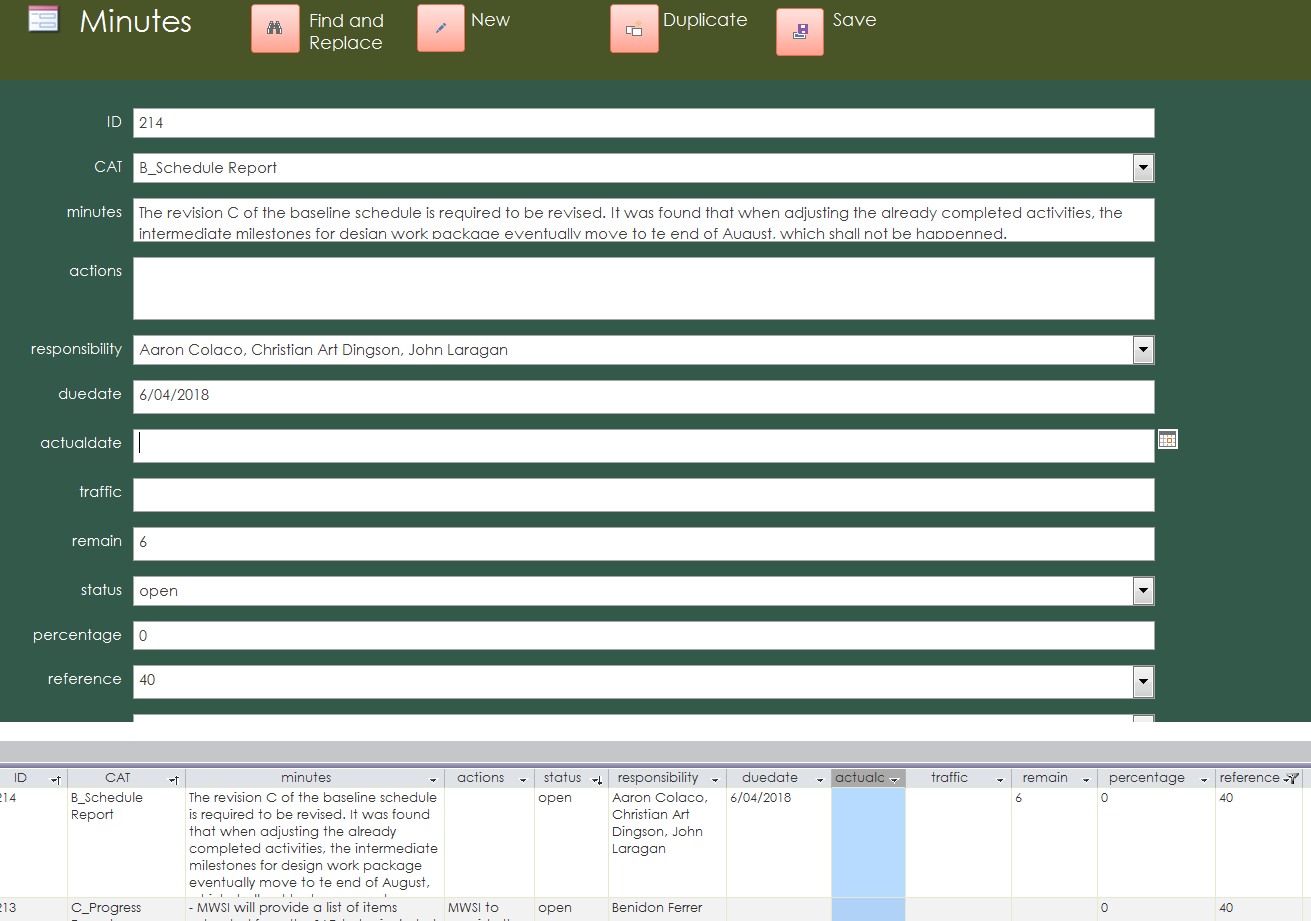 Minutes
Find and
Replace
New
Duplicate
Save
ID
214
CAT
B_Schedule Report
minutes
The revision C of the baseline schedule is required to be revised. It was found that when adjusting the already completed activities, the
intermediate milestones for design work package eventually move to te end of August, which shall not be happenned.
actions
responsibility
Aaron Colaco, Christian Art Dingson, John Laragan
duedate
6/04/2018
actualdate
traffic
remain
6
status
open
percentage
0
reference
40
ID CAT minutes actions status responsibility duedate actualc traffic remain percentage reference
14 B_Schedule The revision C of the baseline schedule open Aaron Colaco, 6/04/2018 6 0 40
Report is required to be revised. It was found Christian Art
that when adjusting the already Dingson, John
completed activities, the intermediate Laragan
milestones for design work package
eventually move to te end of August,
13 C_Progress - MWSI will provide a list of items MWSI to open Benidon Ferrer 0 40